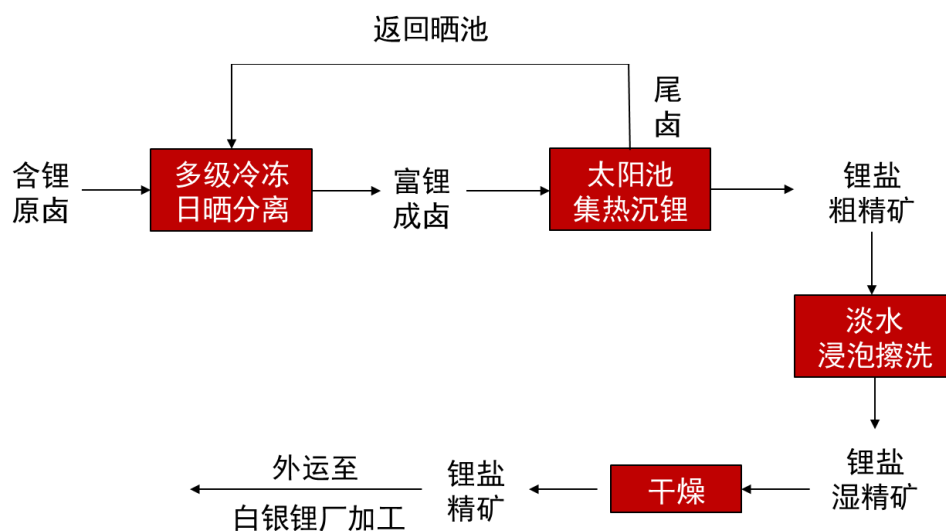 返回晒池
尾
卤
含锂
原卤
多级冷冻
日晒分离
富锂
成卤
太阳池
集热沉锂
锂盐
粗精矿
淡水
浸泡擦洗
锂盐
湿精矿
干燥
锂盐
精矿
外运至
白银锂厂加工